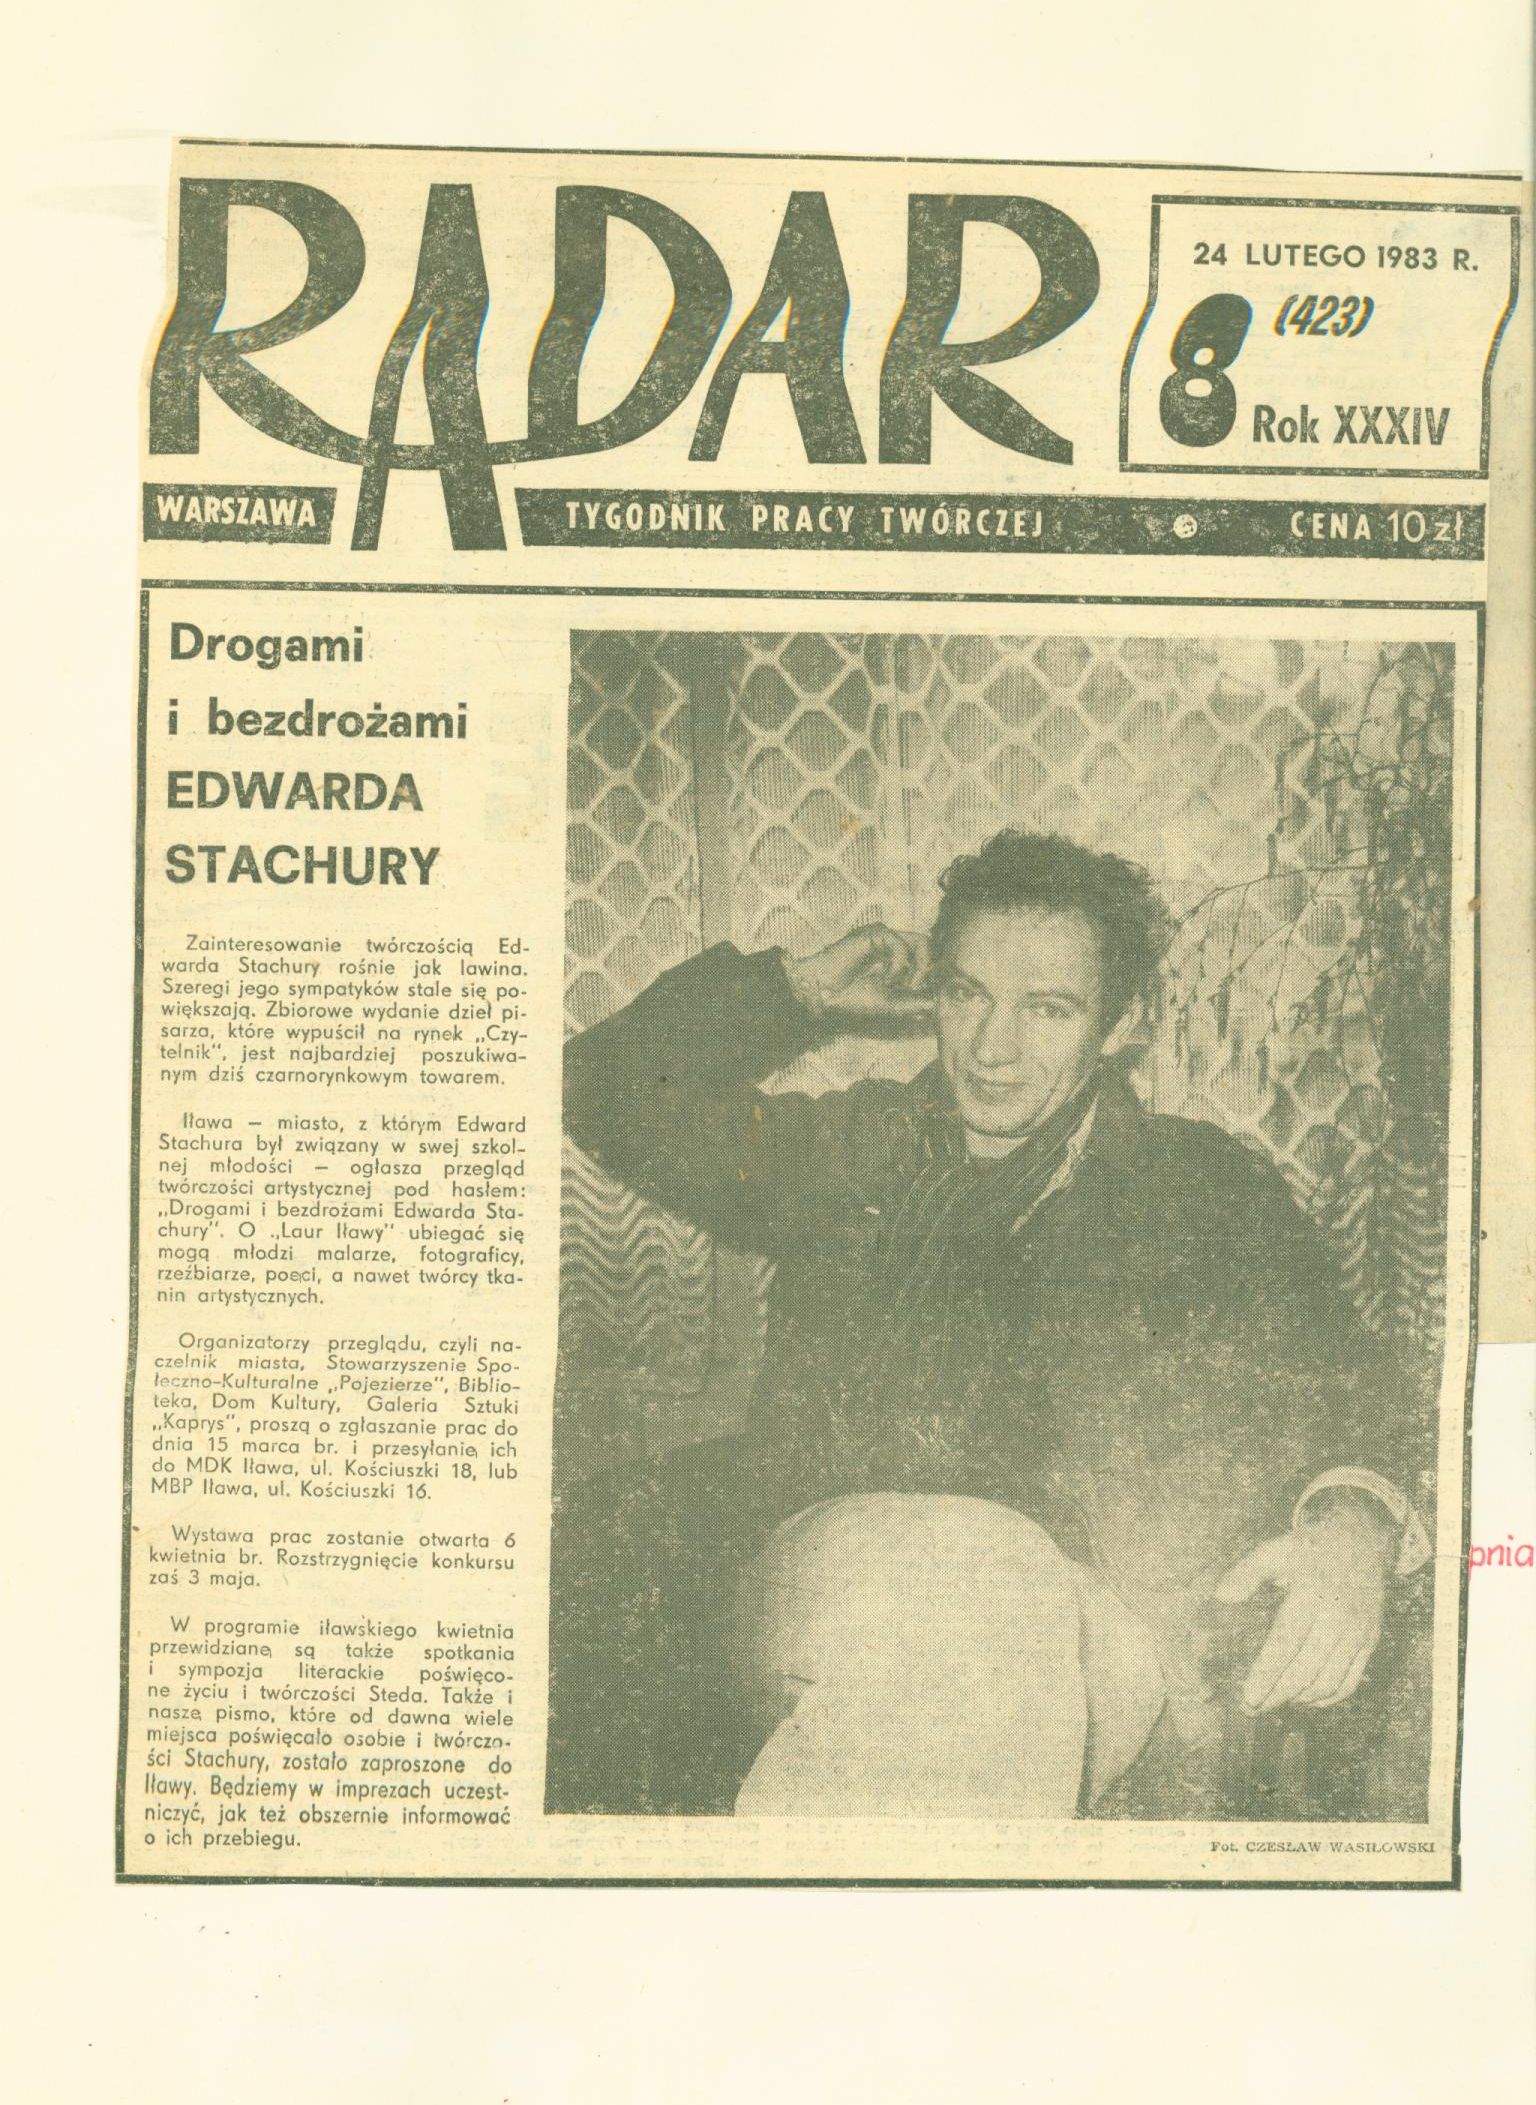 RADAR
24 LUTEGO 1983 R.
8 (423)
Rok XXXIV
WARSZAWA TYGODNIK PRACY TWÓRCZEJ CENA 10 zł
Drogami
i bezdrożami
EDWARDA
STACHURY
Zainteresowanie twórczością Ed-
warda Stachury rośnie jak lawina.
Szeregi jego sympatyków stale się po-
większają. Zbiorowe wydanie dzieł pi-
sarza, które wypuścił na rynek „Czy-
telnik", jest najbardziej poszukiwa-
nym dziś czarnorynkowym towarem.
Iława — miasto, z którym Edward
Stachura był związany w swej szkol-
nej młodości — ogłasza przegląd
twórczości artystycznej pod hasłem:
„Drogami i bezdrożami Edwarda Sta-
chury". O „Laur Iławy" ubiegać się
mogą młodzi malarze, fotograficy,
rzeźbiarze, poeci, a nawet twórcy tka-
nin artystycznych.
Organizatorzy przeglądu, czyli na-
czelnik miasta, Stowarzyszenie Spo-
łeczno-Kulturalne „Pojezierze", Biblio-
teka, Dom Kultury, Galeria Sztuki
„Kaprys", proszą o zgłaszanie prac do
dnia 15 marca br. i przesyłanie ich
do MDK Iława, ul. Kościuszki 18, lub
MBP Iława, ul. Kościuszki 16.
Wystawa prac zostanie otwarta 6
kwietnia br. Rozstrzygnięcie konkursu
zaś 3 maja.
W programie iławskiego kwietnia
przewidziane są także spotkania
i sympozja literackie poświęco-
ne życiu i twórczości Steda. Także i
nasze pismo, które od dawna wiele
miejsca poświęcało osobie i twórczo-
ści Stachury, zostało zaproszone do
Iławy. Będziemy w imprezach uczest-
niczyć, jak też obszernie informować
o ich przebiegu.
Fot. CZESŁAW WASIŁOWSKI
pnia